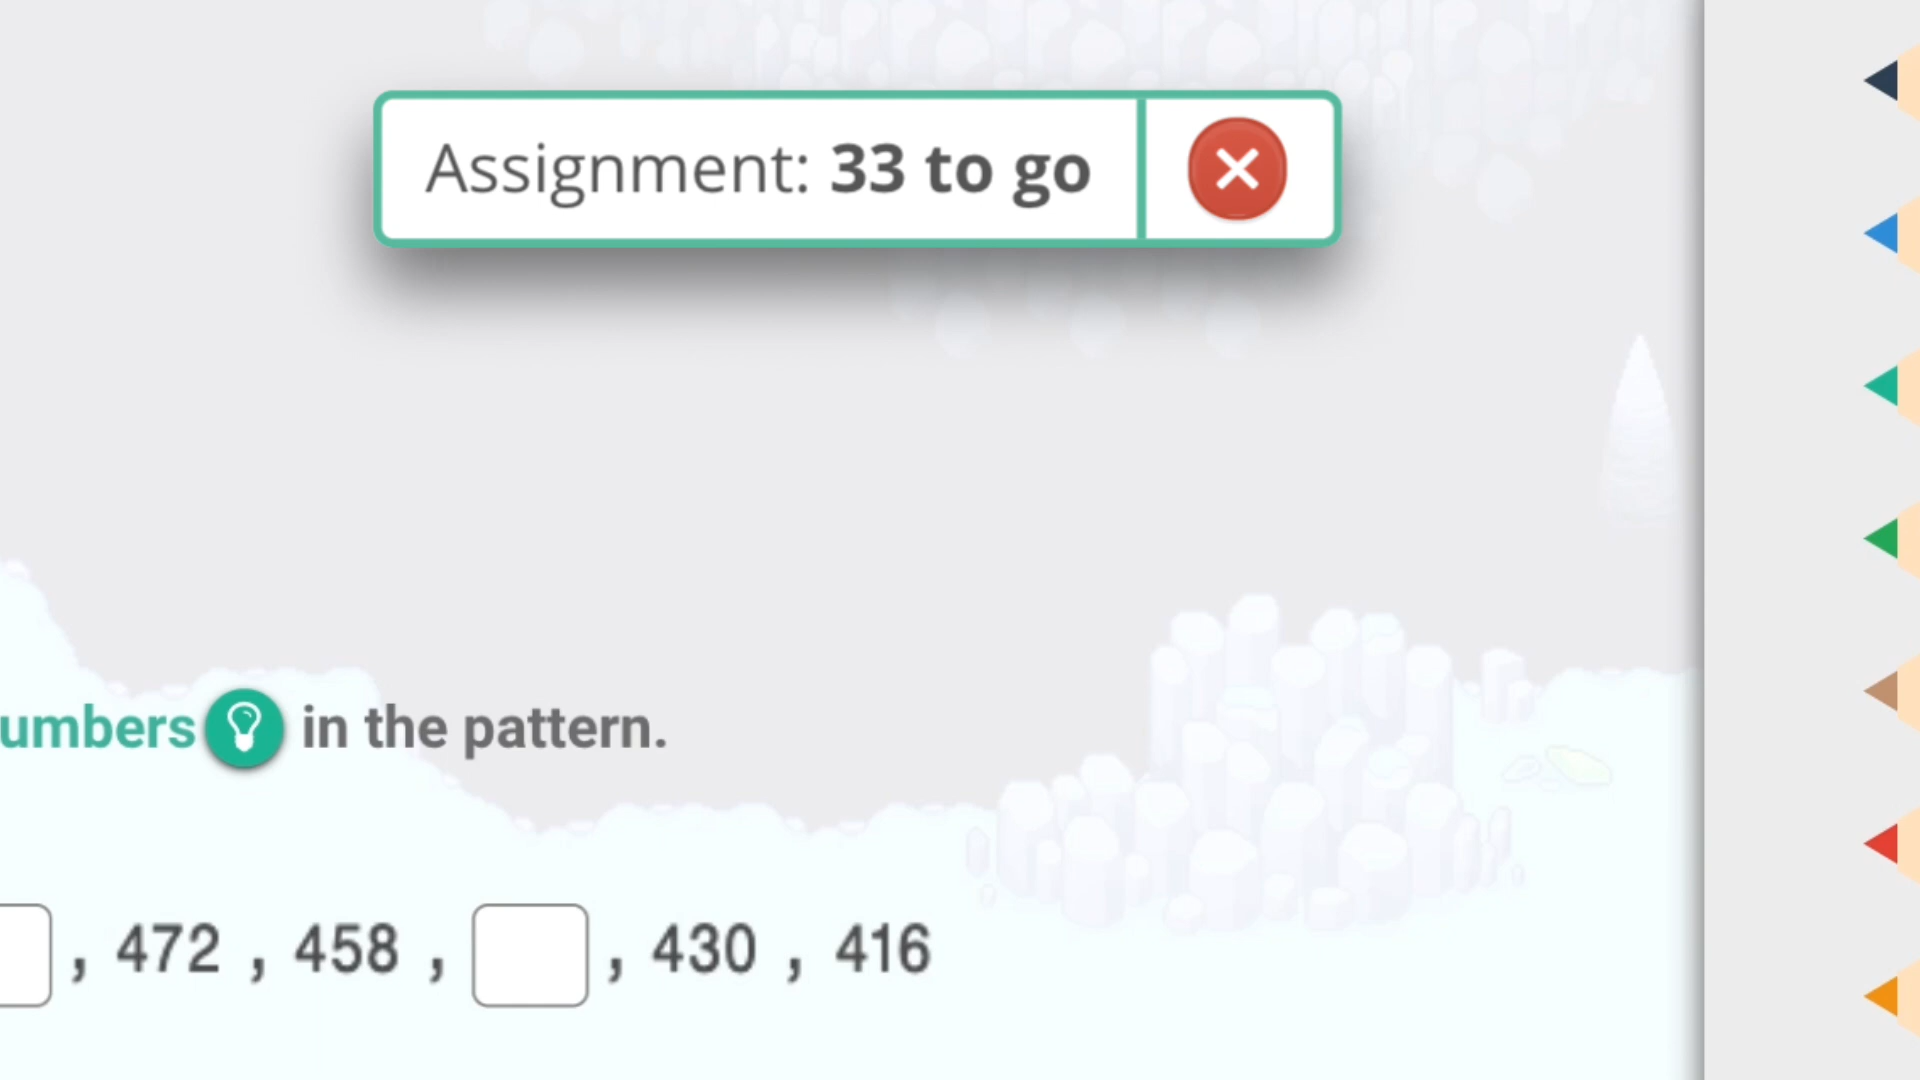 Assignment: 33 to go
umbers in the pattern.
, 472 , 458 , , 430 , 416